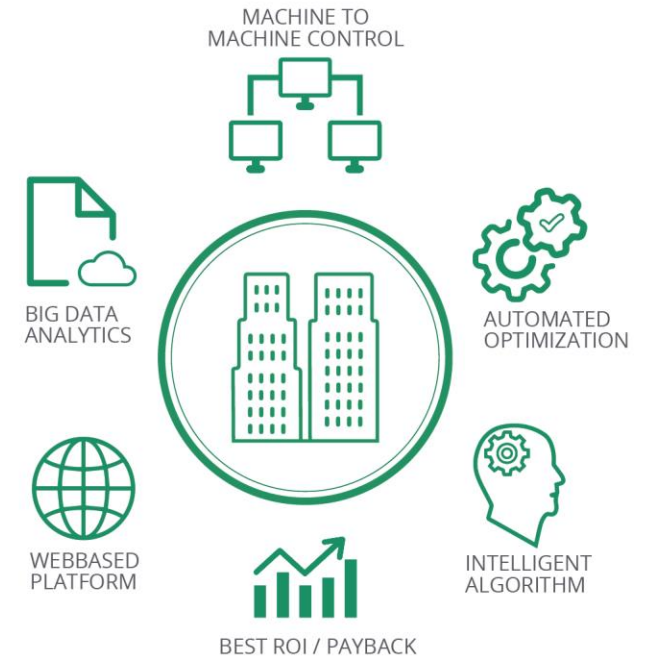 MACHINE TO
MACHINE CONTROL
BIG DATA
ANALYTICS
AUTOMATED
OPTIMIZATION
WEBBASED
PLATFORM
INTELLIGENT
ALGORITHM
BEST ROI / PAYBACK